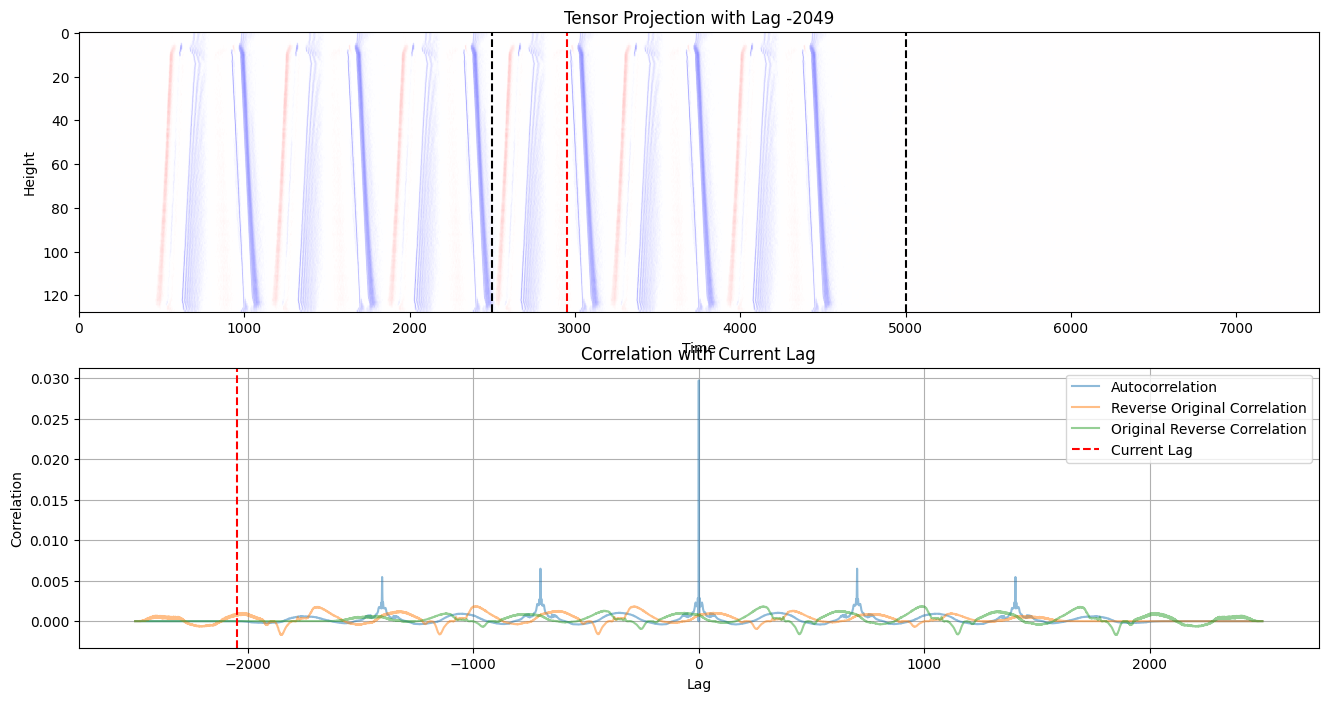 Tensor Projection with Lag -2049
0
20
40
60
80
100
120
Height
0 1000 2000 3000 4000 5000 6000 7000
Time
Correlation with Current Lag
0.030
0.025
0.020
0.015
0.010
0.005
0.000
Correlation
Autocorrelation
Reverse Original Correlation
Original Reverse Correlation
Current Lag
−2000 −1000 0 1000 2000
Lag